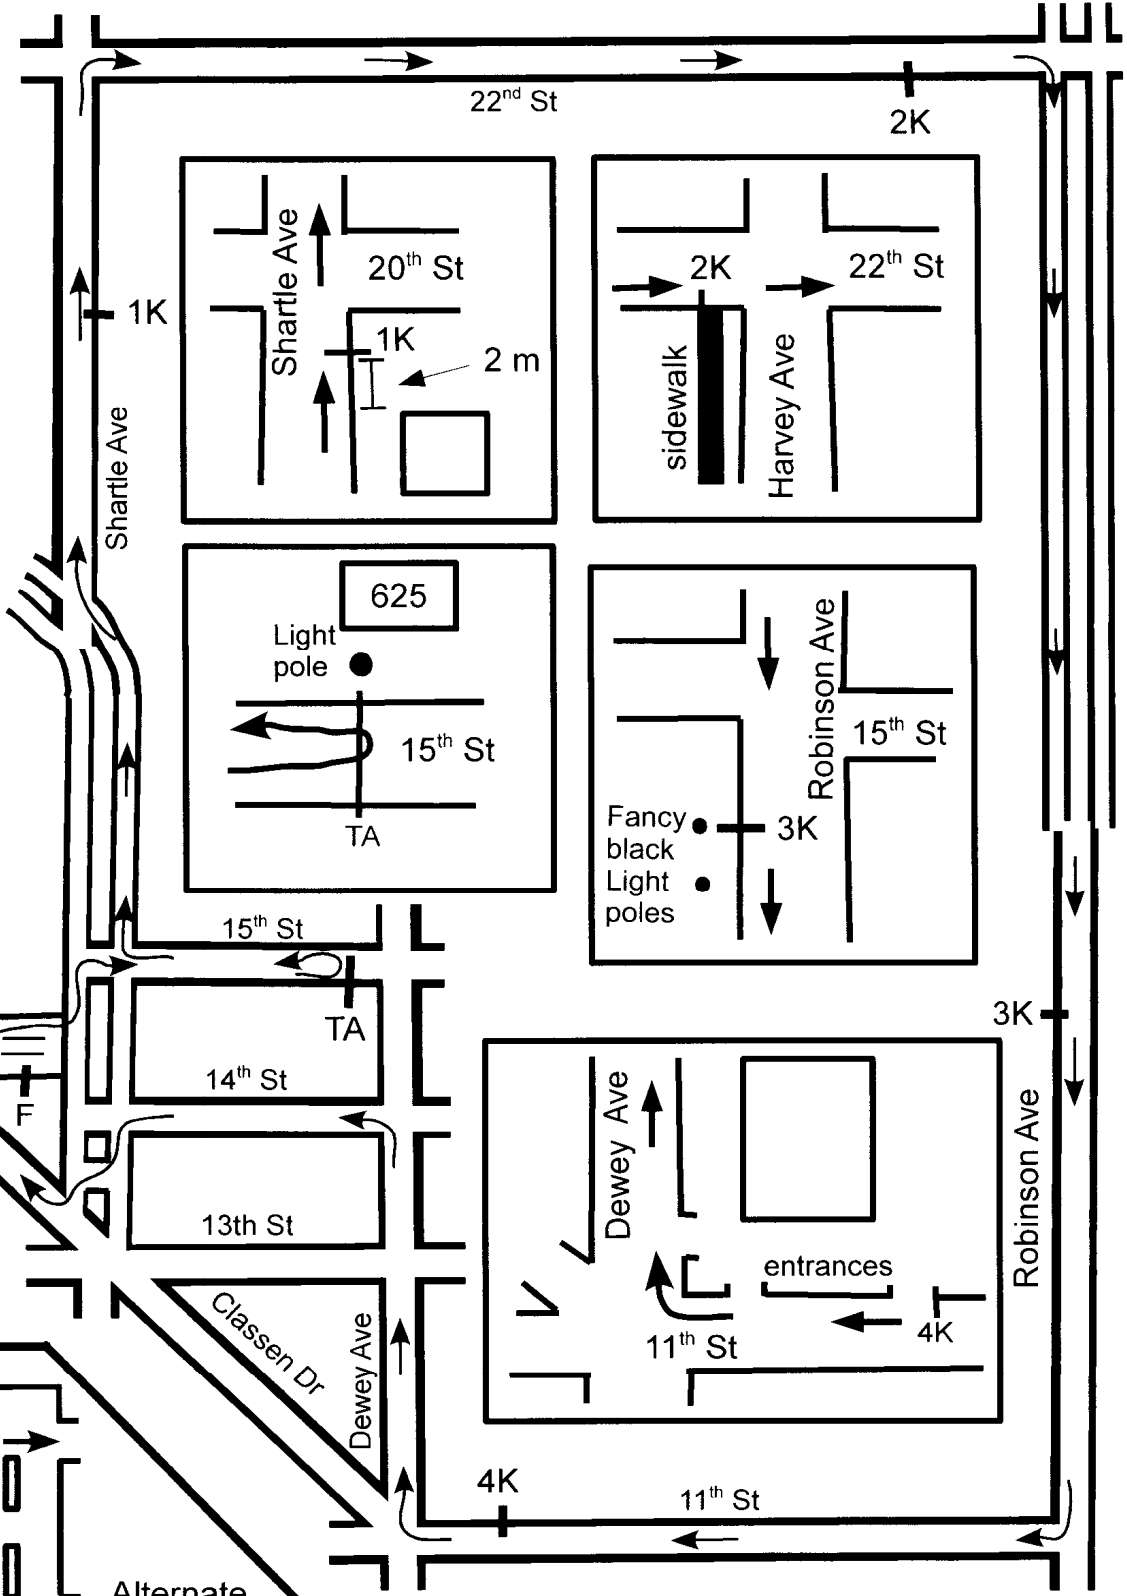 22nd St
2K
Shartle Ave
20th St
1K
2 m
2K
22th St
sidewalk
Harvey Ave
1K
Shartle Ave
625
Light
pole
15th St
TA
Robinson Ave
15th St
Fancy
black
Light
poles
3K
15th St
TA
3K
14th St
F
13th St
Dewey Ave
entrances
11th St
4K
Robinson Ave
Classen Dr
Dewey Ave
4K
11th St
Alternate